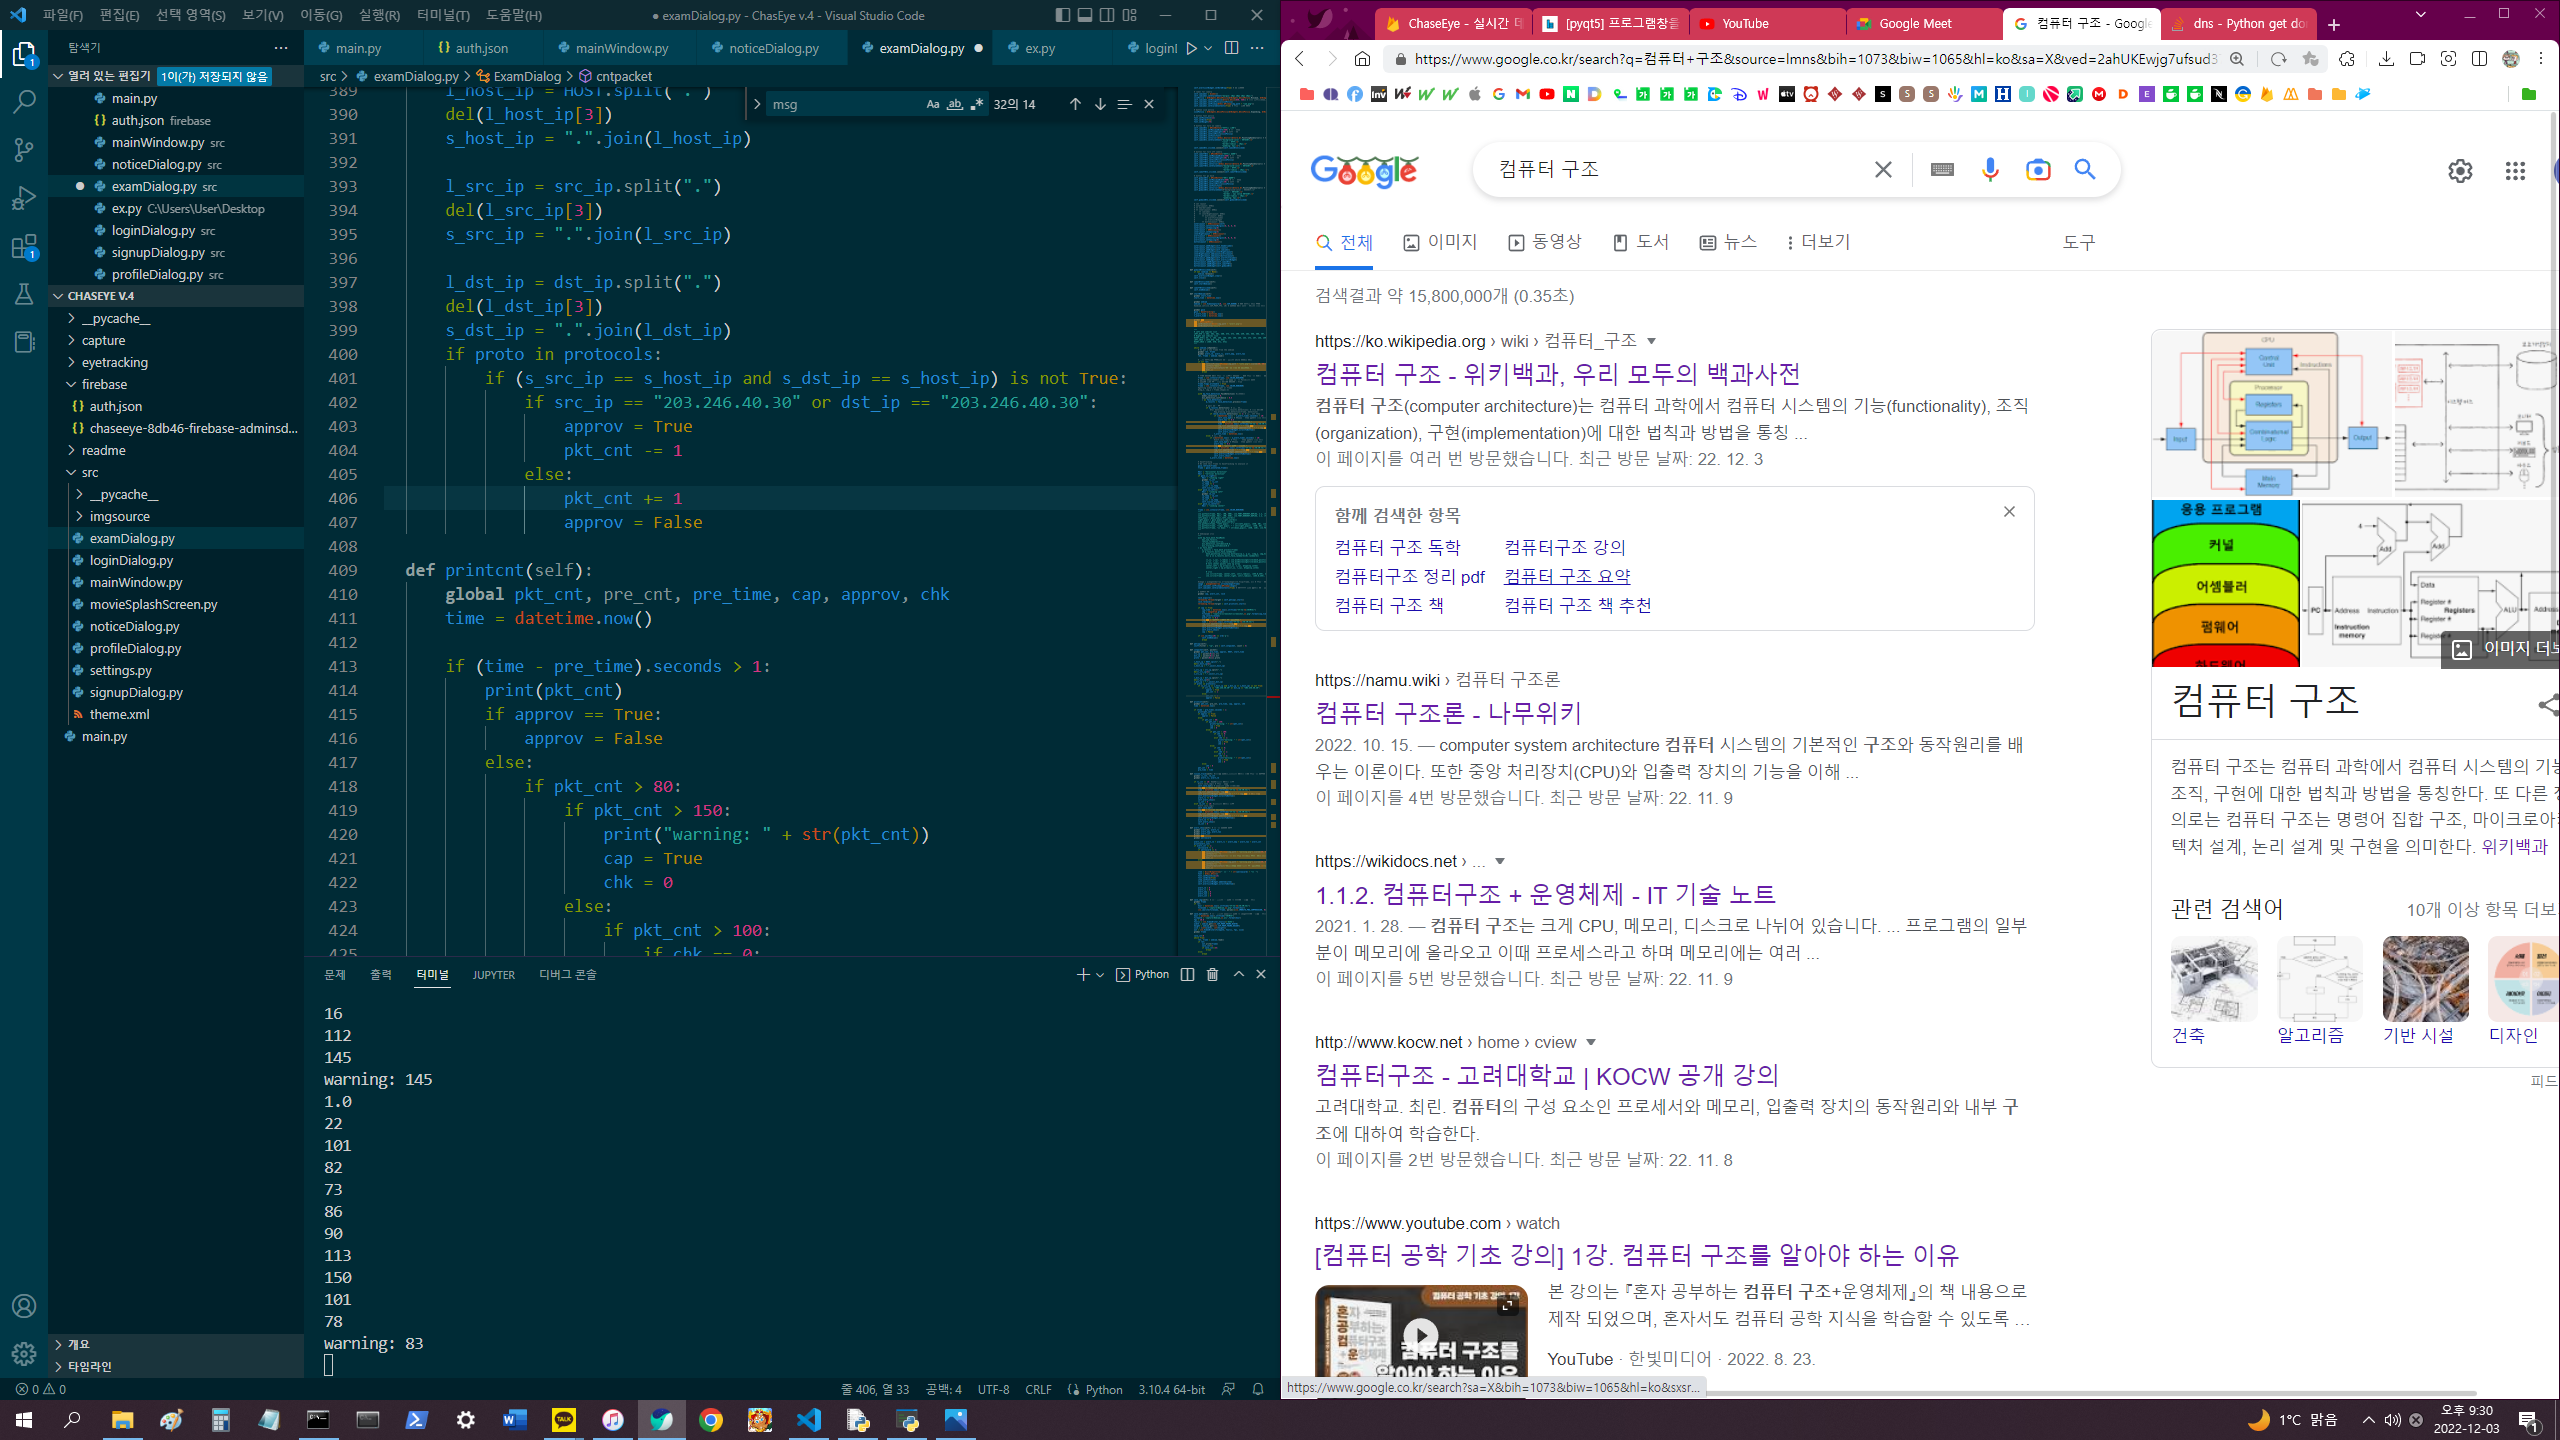 파일(F) 편집(E) 선택 영역(S) 보기(V) 이동(G) 실행(R) 터미널(T) 도움말(H)
● examDialog.py - ChasEye v.4 - Visual Studio Code
탐색기
열려 있는 편집기 1이(가) 저장되지 않음
main.py
auth.json firebase
mainWindow.py src
noticeDialog.py src
examDialog.py src
ex.py C:\Users\User\Desktop
loginDialog.py src
signupDialog.py src
profileDialog.py src
CHASEYE V.4
__pycache__
capture
eyetracking
firebase
auth.json
chaseeye-8db46-firebase-adminsd...
readme
src
__pycache__
imgsource
examDialog.py
loginDialog.py
mainWindow.py
movieSplashScreen.py
noticeDialog.py
profileDialog.py
settings.py
signupDialog.py
theme.xml
main.py
개요
타임라인
main.py auth.json mainWindow.py noticeDialog.py examDialog.py ex.py loginI
src > examDialog.py > ExamDialog > cntpacket
msg Aa ab 32의 14
389 l_host_ip = HOST.split(".")
390 del(l_host_ip[3])
391 s_host_ip = ".".join(l_host_ip)
392
393 l_src_ip = src_ip.split(".")
394 del(l_src_ip[3])
395 s_src_ip = ".".join(l_src_ip)
396
397 l_dst_ip = dst_ip.split(".")
398 del(l_dst_ip[3])
399 s_dst_ip = ".".join(l_dst_ip)
400 if proto in protocols:
401 if (s_src_ip == s_host_ip and s_dst_ip == s_host_ip) is not True:
402 if src_ip == "203.246.40.30" or dst_ip == "203.246.40.30":
403 approv = True
404 pkt_cnt -= 1
405 else:
406 pkt_cnt += 1
407 approv = False
408
409 def printcnt(self):
410 global pkt_cnt, pre_cnt, pre_time, cap, approv, chk
411 time = datetime.now()
412
413 if (time - pre_time).seconds > 1:
414 print(pkt_cnt)
415 if approv == True:
416 approv = False
417 else:
418 if pkt_cnt > 80:
419 if pkt_cnt > 150:
420 print("warning: " + str(pkt_cnt))
421 cap = True
422 chk = 0
423 else:
424 if pkt_cnt > 100:
425 if chk == 0:
문제 출력 터미널 JUPYTER 디버그 콘솔
Python
16
112
145
warning: 145
1.0
22
101
82
73
86
90
113
150
101
78
warning: 83
0 0
줄 406, 열 33 공백: 4 UTF-8 CRLF Python 3.10.4 64-bit
ChaseEye - 실시간 데 [pyqt5] 프로그램창을 YouTube Google Meet 컴퓨터 구조 - Google dns - Python get do
https://www.google.co.kr/search?q=컴퓨터+구조&source=lmns&bih=1073&biw=1065&hl=ko&sa=X&ved=2ahUKEwjg7ufsud3
Google
컴퓨터 구조
전체 이미지 동영상 도서 뉴스 더보기 도구
검색결과 약 15,800,000개 (0.35초)
https://ko.wikipedia.org › wiki › 컴퓨터_구조
컴퓨터 구조 - 위키백과, 우리 모두의 백과사전
컴퓨터 구조(computer architecture)는 컴퓨터 과학에서 컴퓨터 시스템의 기능(functionality), 조직
(organization), 구현(implementation)에 대한 법칙과 방법을 통칭 ...
이 페이지를 여러 번 방문했습니다. 최근 방문 날짜: 22. 12. 3
함께 검색한 항목
컴퓨터 구조 독학 컴퓨터구조 강의
컴퓨터구조 정리 pdf 컴퓨터 구조 요약
컴퓨터 구조 책 컴퓨터 구조 책 추천
https://namu.wiki › 컴퓨터 구조론
컴퓨터 구조론 - 나무위키
2022. 10. 15. — computer system architecture 컴퓨터 시스템의 기본적인 구조와 동작원리를 배
우는 이론이다. 또한 중앙 처리장치(CPU)와 입출력 장치의 기능을 이해 ...
이 페이지를 4번 방문했습니다. 최근 방문 날짜: 22. 11. 9
https://wikidocs.net › ...
1.1.2. 컴퓨터구조 + 운영체제 - IT 기술 노트
2021. 1. 28. — 컴퓨터 구조는 크게 CPU, 메모리, 디스크로 나뉘어 있습니다. ... 프로그램의 일부
분이 메모리에 올라오고 이때 프로세스라고 하며 메모리에는 여러 ...
이 페이지를 5번 방문했습니다. 최근 방문 날짜: 22. 11. 9
http://www.kocw.net › home › cview
컴퓨터구조 - 고려대학교 | KOCW 공개 강의
고려대학교. 최린. 컴퓨터의 구성 요소인 프로세서와 메모리, 입출력 장치의 동작원리와 내부 구
조에 대하여 학습한다.
이 페이지를 2번 방문했습니다. 최근 방문 날짜: 22. 11. 8
https://www.youtube.com › watch
[컴퓨터 공학 기초 강의] 1강. 컴퓨터 구조를 알아야 하는 이유
본 강의는 『혼자 공부하는 컴퓨터 구조+운영체제』의 책 내용으로
제작 되었으며, 혼자서도 컴퓨터 공학 지식을 학습할 수 있도록 ...
YouTube · 한빛미디어 · 2022. 8. 23.
컴퓨터 구조를
알아야 하는 이유
https://www.google.co.kr/search?sa=X&bih=1073&biw=1065&hl=ko&sxsr...
CPU
Control Unit
Instructions
Processor
Registers
Combinational Logic
Input
Output
Main Memory
응용 프로그램
커널
어셈블러
펌웨어
하드웨어
Add
Add
PC Address Instruction
Instruction memory
Data
Register #
Registers
Register #
Register #
ALU
Address
이미지 더보
컴퓨터 구조
컴퓨터 구조는 컴퓨터 과학에서 컴퓨터 시스템의 기능
조직, 구현에 대한 법칙과 방법을 통칭한다. 또 다른 정
의로는 컴퓨터 구조는 명령어 집합 구조, 마이크로아키
텍처 설계, 논리 설계 및 구현을 의미한다. 위키백과
관련 검색어 10개 이상 항목 더보
건축 알고리즘 기반 시설 디자인
피드
1°C 맑음
오후 9:30
2022-12-03